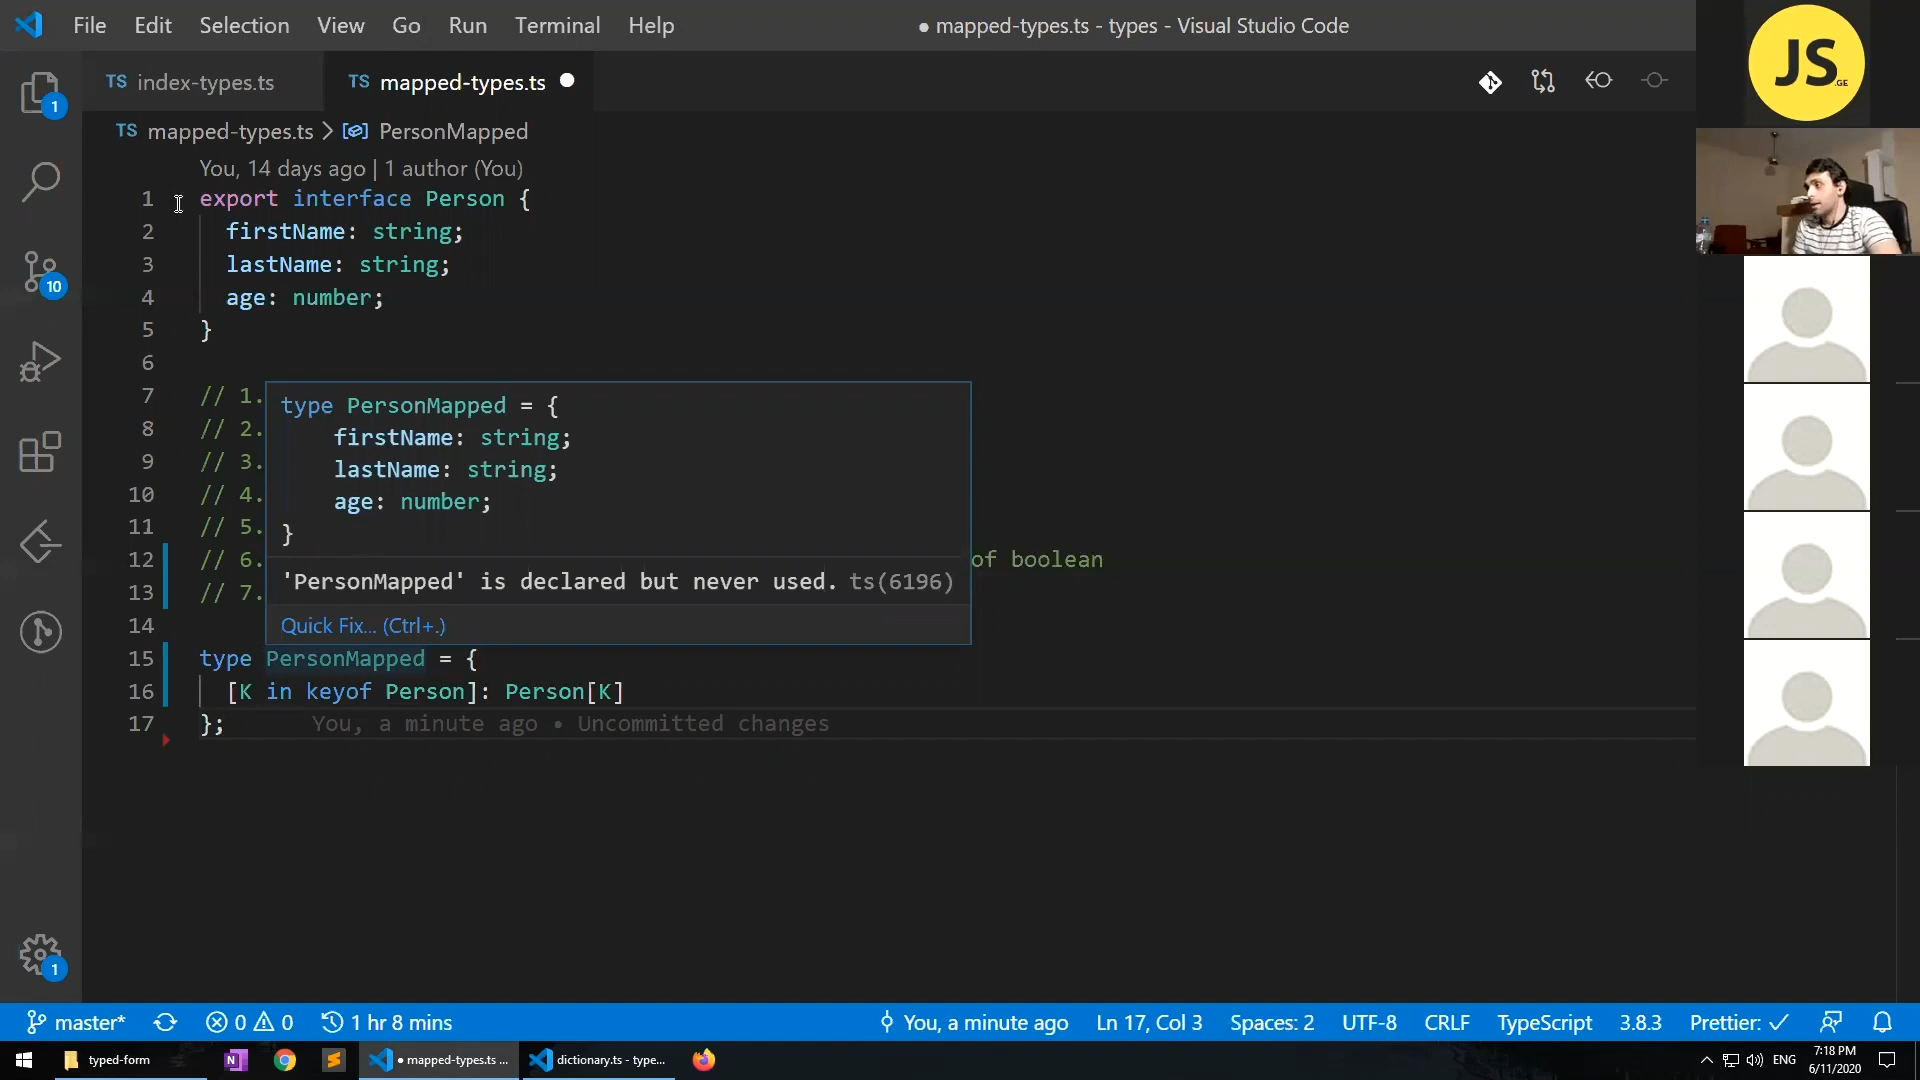 File Edit Selection View Go Run Terminal Help
● mapped-types.ts - types - Visual Studio Code
JS
.GE
TS index-types.ts
TS mapped-types.ts
TS mapped-types.ts > PersonMapped
You, 14 days ago | 1 author (You)
1 export interface Person {
2 firstName: string;
3 lastName: string;
4 age: number;
5 }
6
7 // 1.
8 // 2.
9 // 3.
10 // 4.
11 // 5.
12 // 6. of boolean
13 // 7.
14
type PersonMapped = {
firstName: string;
lastName: string;
age: number;
}
'PersonMapped' is declared but never used. ts(6196)
Quick Fix... (Ctrl+.)
15 type PersonMapped = {
16 [K in keyof Person]: Person[K]
17 }; You, a minute ago • Uncommitted changes
1
10
1
master* 0 0 1 hr 8 mins You, a minute ago Ln 17, Col 3 Spaces: 2 UTF-8 CRLF TypeScript 3.8.3 Prettier: ✓
typed-form
N
● mapped-types.ts ...
dictionary.ts - type...
ENG
7:18 PM
6/11/2020